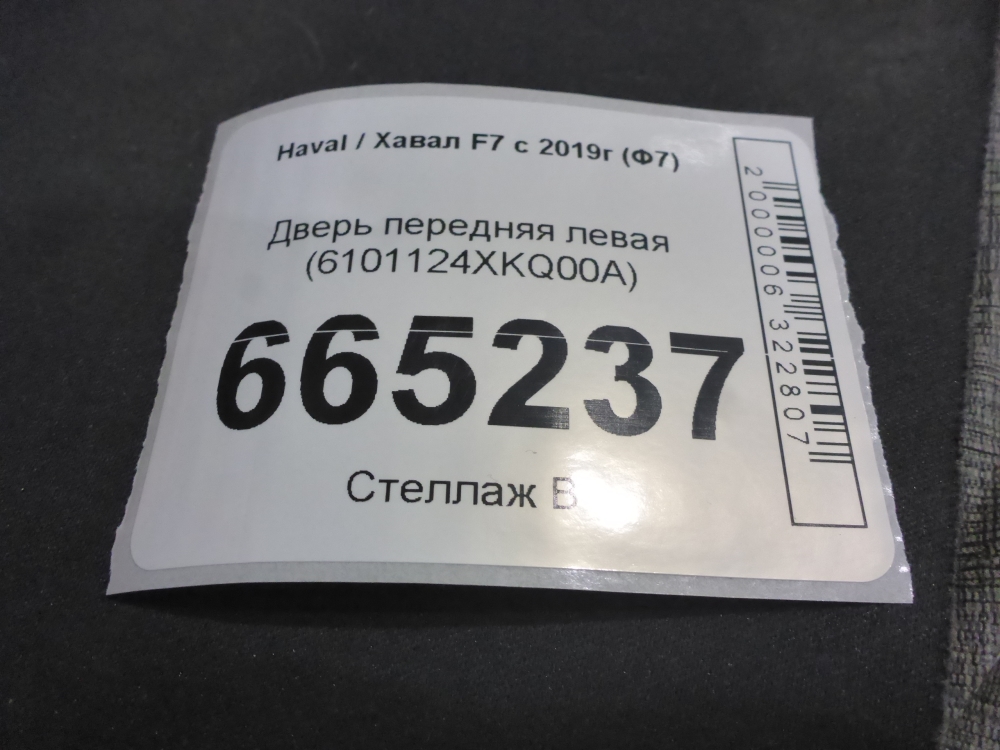 Haval / Хавал F7 с 2019г (Ф7)
Дверь передняя левая
(6101124XKQ00A)
665237
Стеллаж
2000006322807